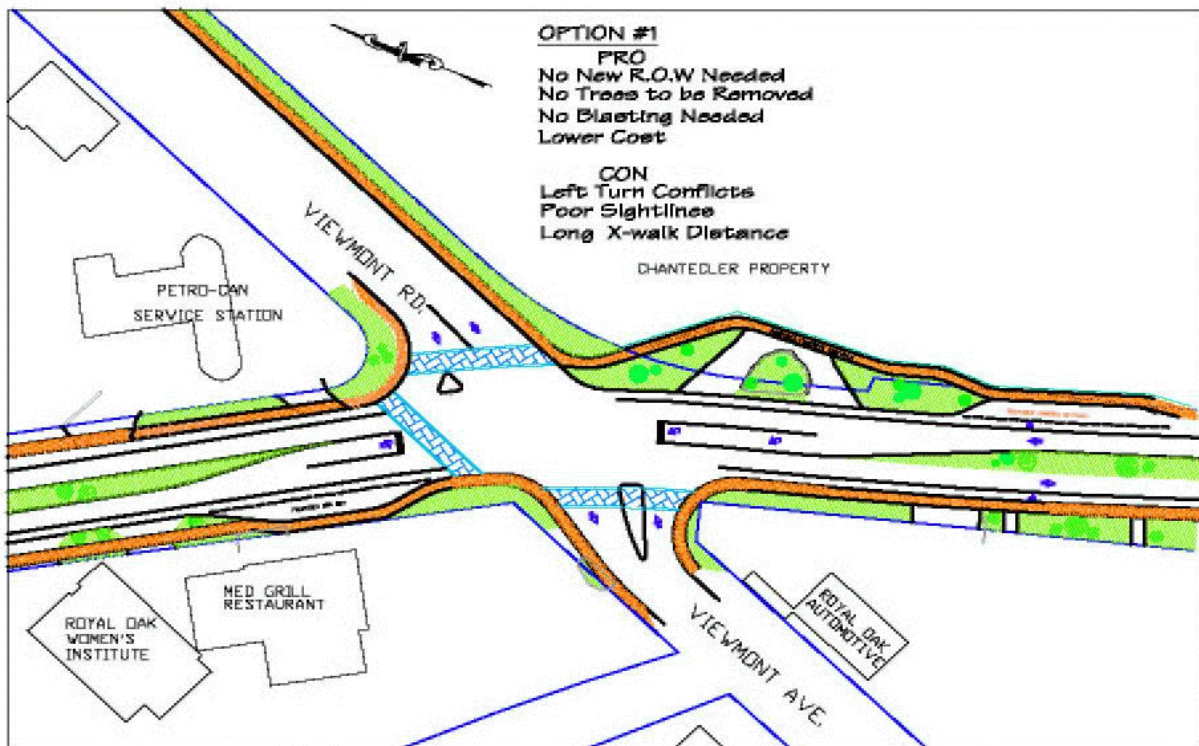 OPTION #1
PRO
No New R.O.W Needed
No Trees to be Removed
No Blasting Needed
Lower Cost
CON
Left Turn Conflicts
Poor Sightlines
Long X-walk Distance
CHANTECLER PROPERTY
VIEWMONT RD.
PETRO-CAN
SERVICE STATION
MED GRILL
RESTAURANT
ROYAL OAK
WOMEN'S
INSTITUTE
ROYAL OAK
AUTOMOTIVE
VIEWMONT AVE.